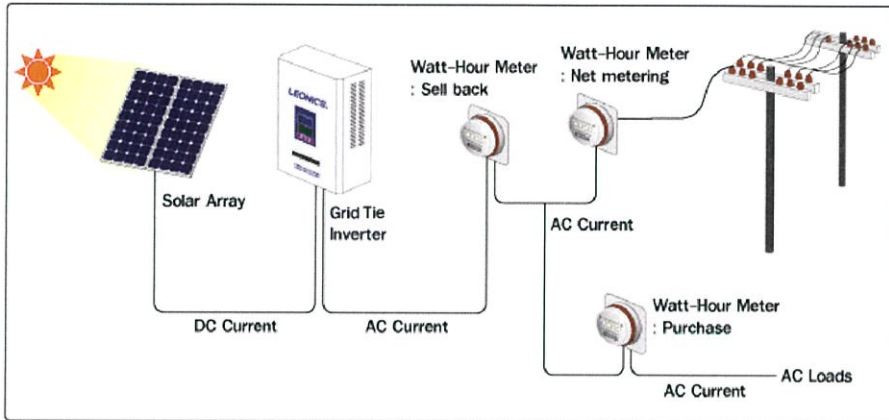 Watt-Hour Meter
: Sell back
Watt-Hour Meter
: Net metering
LEONICS.
Solar Array
Grid Tie
Inverter
AC Current
DC Current
AC Current
Watt-Hour Meter
: Purchase
AC Loads
AC Current